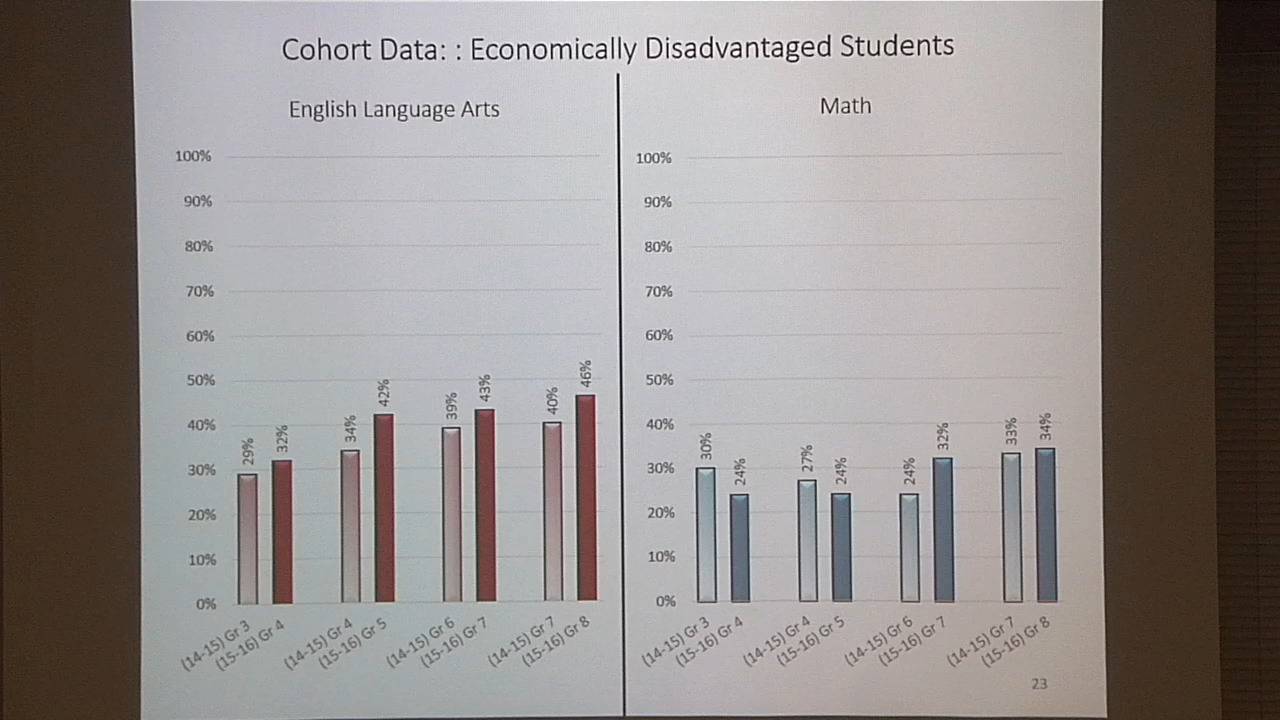 Cohort Data: : Economically Disadvantaged Students
English Language Arts
100%
90%
80%
70%
60%
50%
40%
30%
20%
10%
0%
29%
32%
34%
42%
39%
43%
40%
46%
(14-15) Gr 3
(15-16) Gr 4
(14-15) Gr 4
(15-16) Gr 5
(14-15) Gr 6
(15-16) Gr 7
(14-15) Gr 7
(15-16) Gr 8
Math
100%
90%
80%
70%
60%
50%
40%
30%
20%
10%
0%
30%
24%
27%
24%
24%
32%
33%
34%
(14-15) Gr 3
(15-16) Gr 4
(14-15) Gr 4
(15-16) Gr 5
(14-15) Gr 6
(15-16) Gr 7
(14-15) Gr 7
(15-16) Gr 8
23